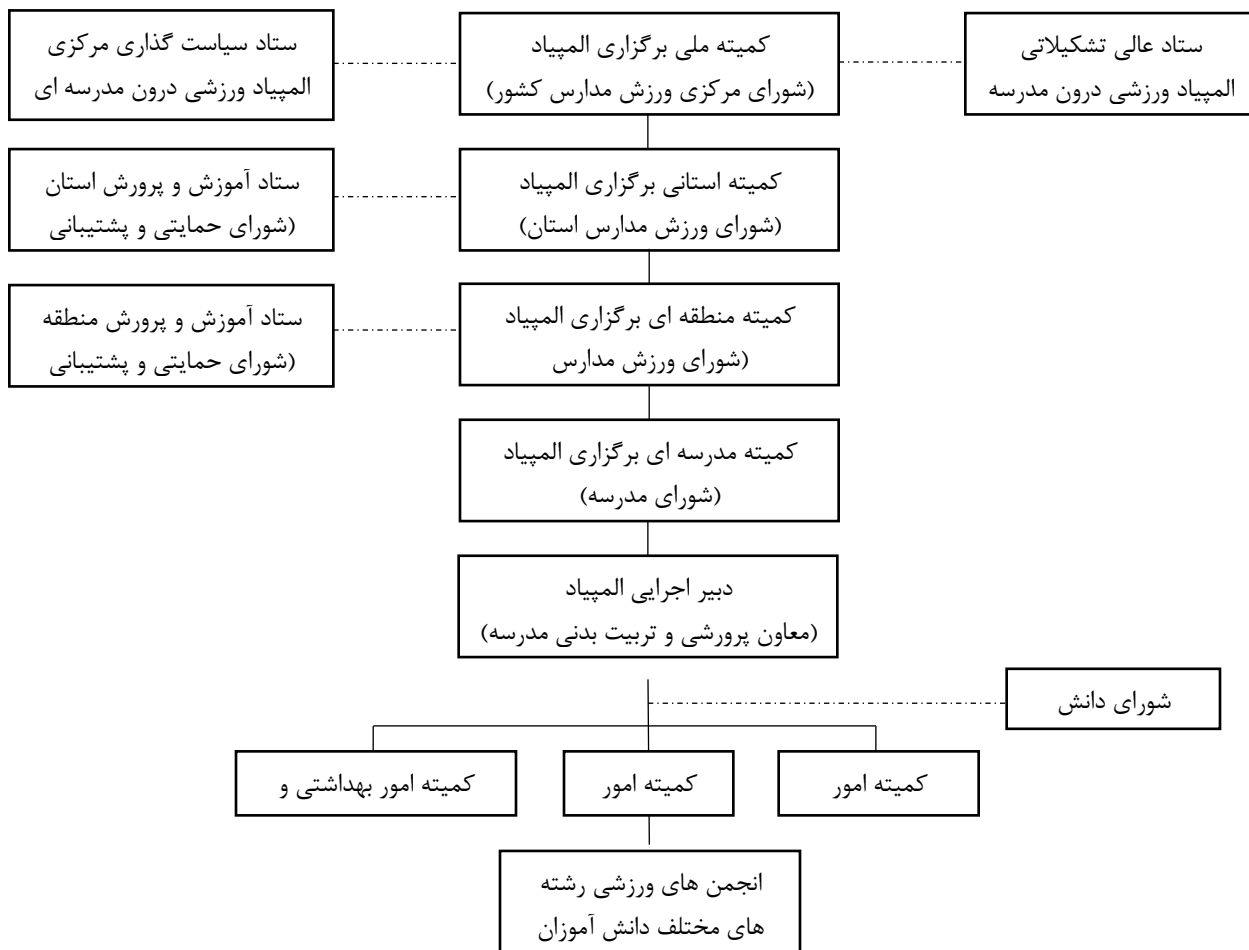 ستاد عالی تشکیلاتی
المپیاد ورزشی درون مدرسه
کمیته ملی برگزاری المپیاد
(شورای مرکزی ورزش مدارس کشور)
ستاد سیاست گذاری مرکزی
المپیاد ورزشی درون مدرسه ای
کمیته استانی برگزاری المپیاد
(شورای ورزش مدارس استان)
ستاد آموزش و پرورش استان
(شورای حمایتی و پشتیبانی
کمیته منطقه ای برگزاری المپیاد
(شورای ورزش مدارس
ستاد آموزش و پرورش منطقه
(شورای حمایتی و پشتیبانی
کمیته مدرسه ای برگزاری المپیاد
(شورای مدرسه)
دبیر اجرایی المپیاد
(معاون پرورشی و تربیت بدنی مدرسه)
شورای دانش
کمیته امور
کمیته امور
کمیته امور بهداشتی و
انجمن های ورزشی رشته
های مختلف دانش آموزان